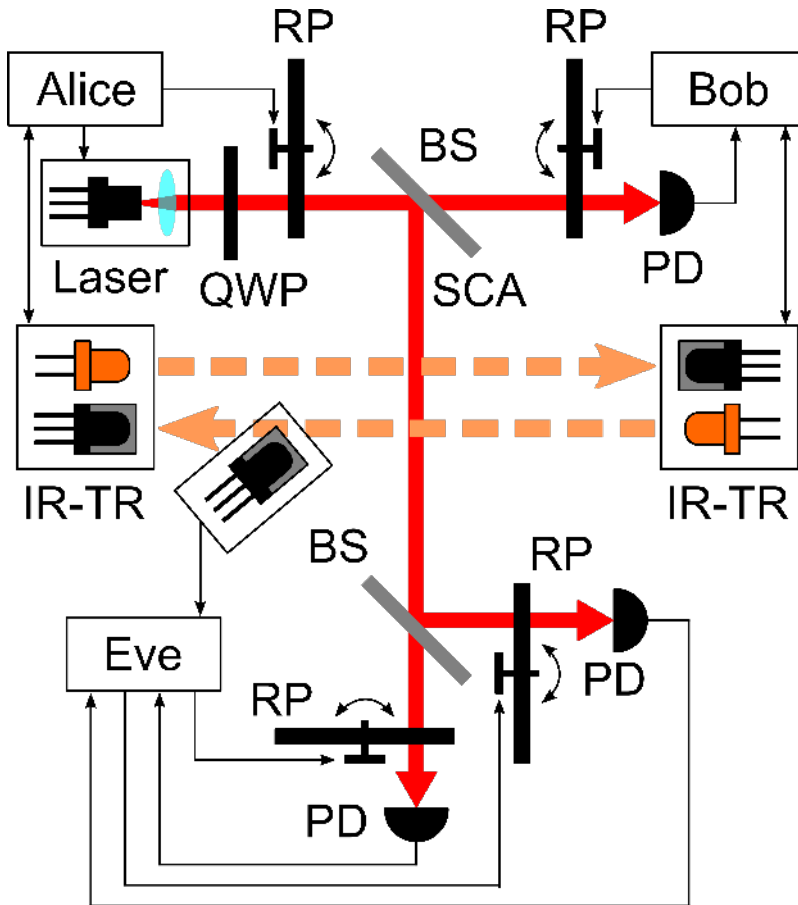 RP
RP
Alice
Bob
BS
Laser
QWP
SCA
PD
IR-TR
IR-TR
BS
RP
Eve
PD
RP
PD